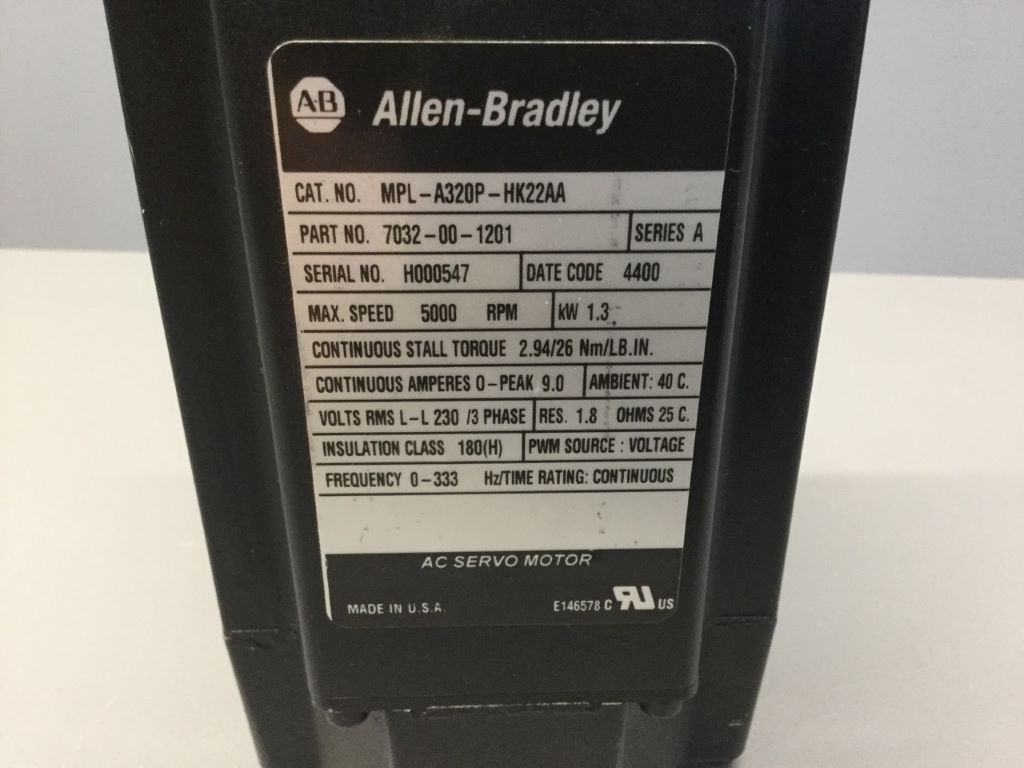 A-B Allen-Bradley
CAT. NO. MPL-A320P-HK22AA
PART NO. 7032-00-1201 SERIES A
SERIAL NO. H000547 DATE CODE 4400
MAX. SPEED 5000 RPM kW 1.3
CONTINUOUS STALL TORQUE 2.94/26 Nm/LB.IN.
CONTINUOUS AMPERES 0-PEAK 9.0 AMBIENT: 40 C.
VOLTS RMS L-L 230 /3 PHASE RES. 1.8 OHMS 25 C.
INSULATION CLASS 180(H) PWM SOURCE : VOLTAGE
FREQUENCY 0-333 Hz/TIME RATING: CONTINUOUS
AC SERVO MOTOR
MADE IN U.S.A. E146578 C RU US